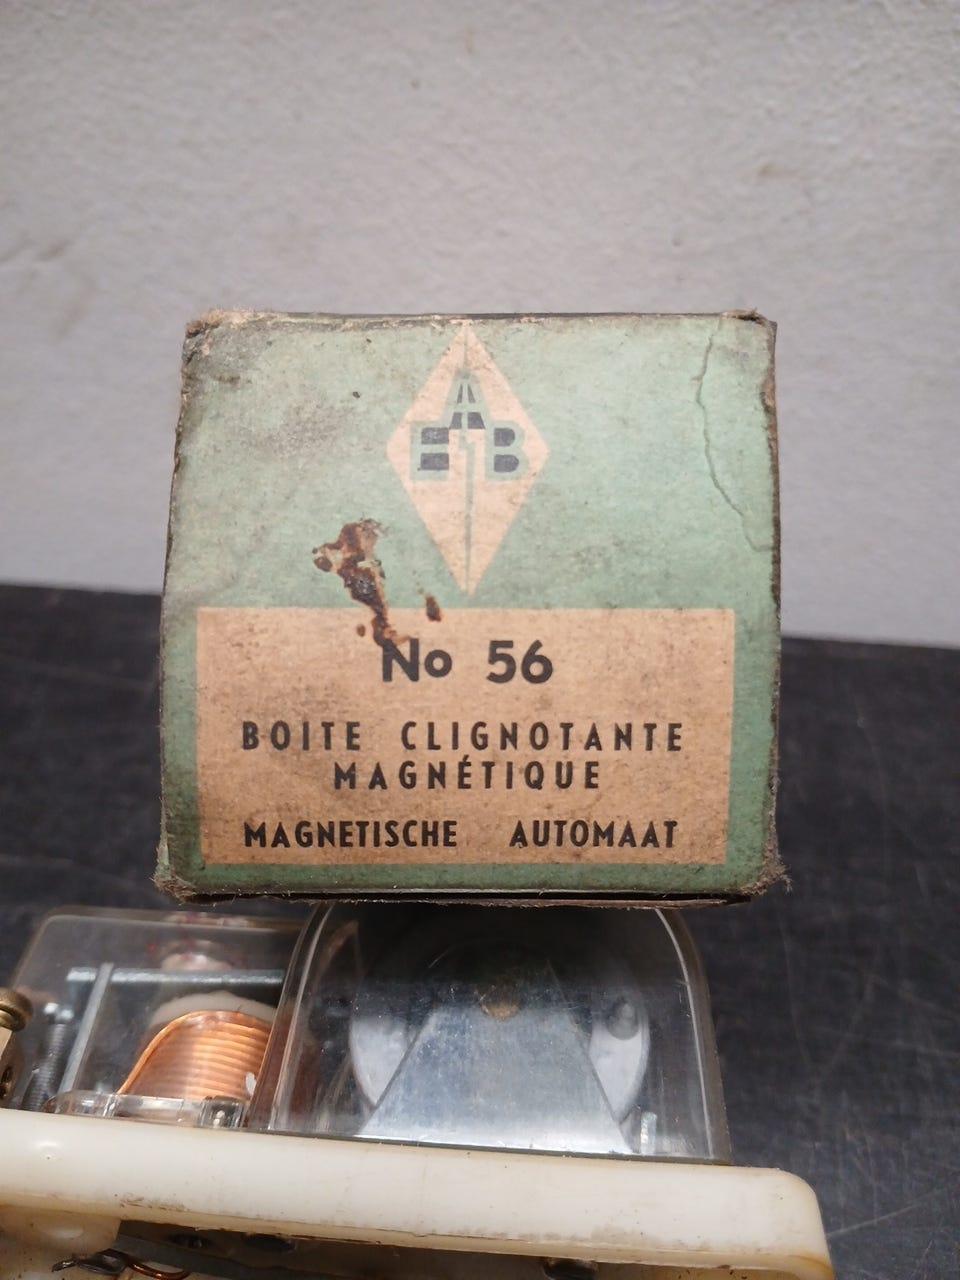 A
E B
No 56
BOITE CLIGNOTANTE
MAGNÉTIQUE
MAGNETISCHE AUTOMAAT